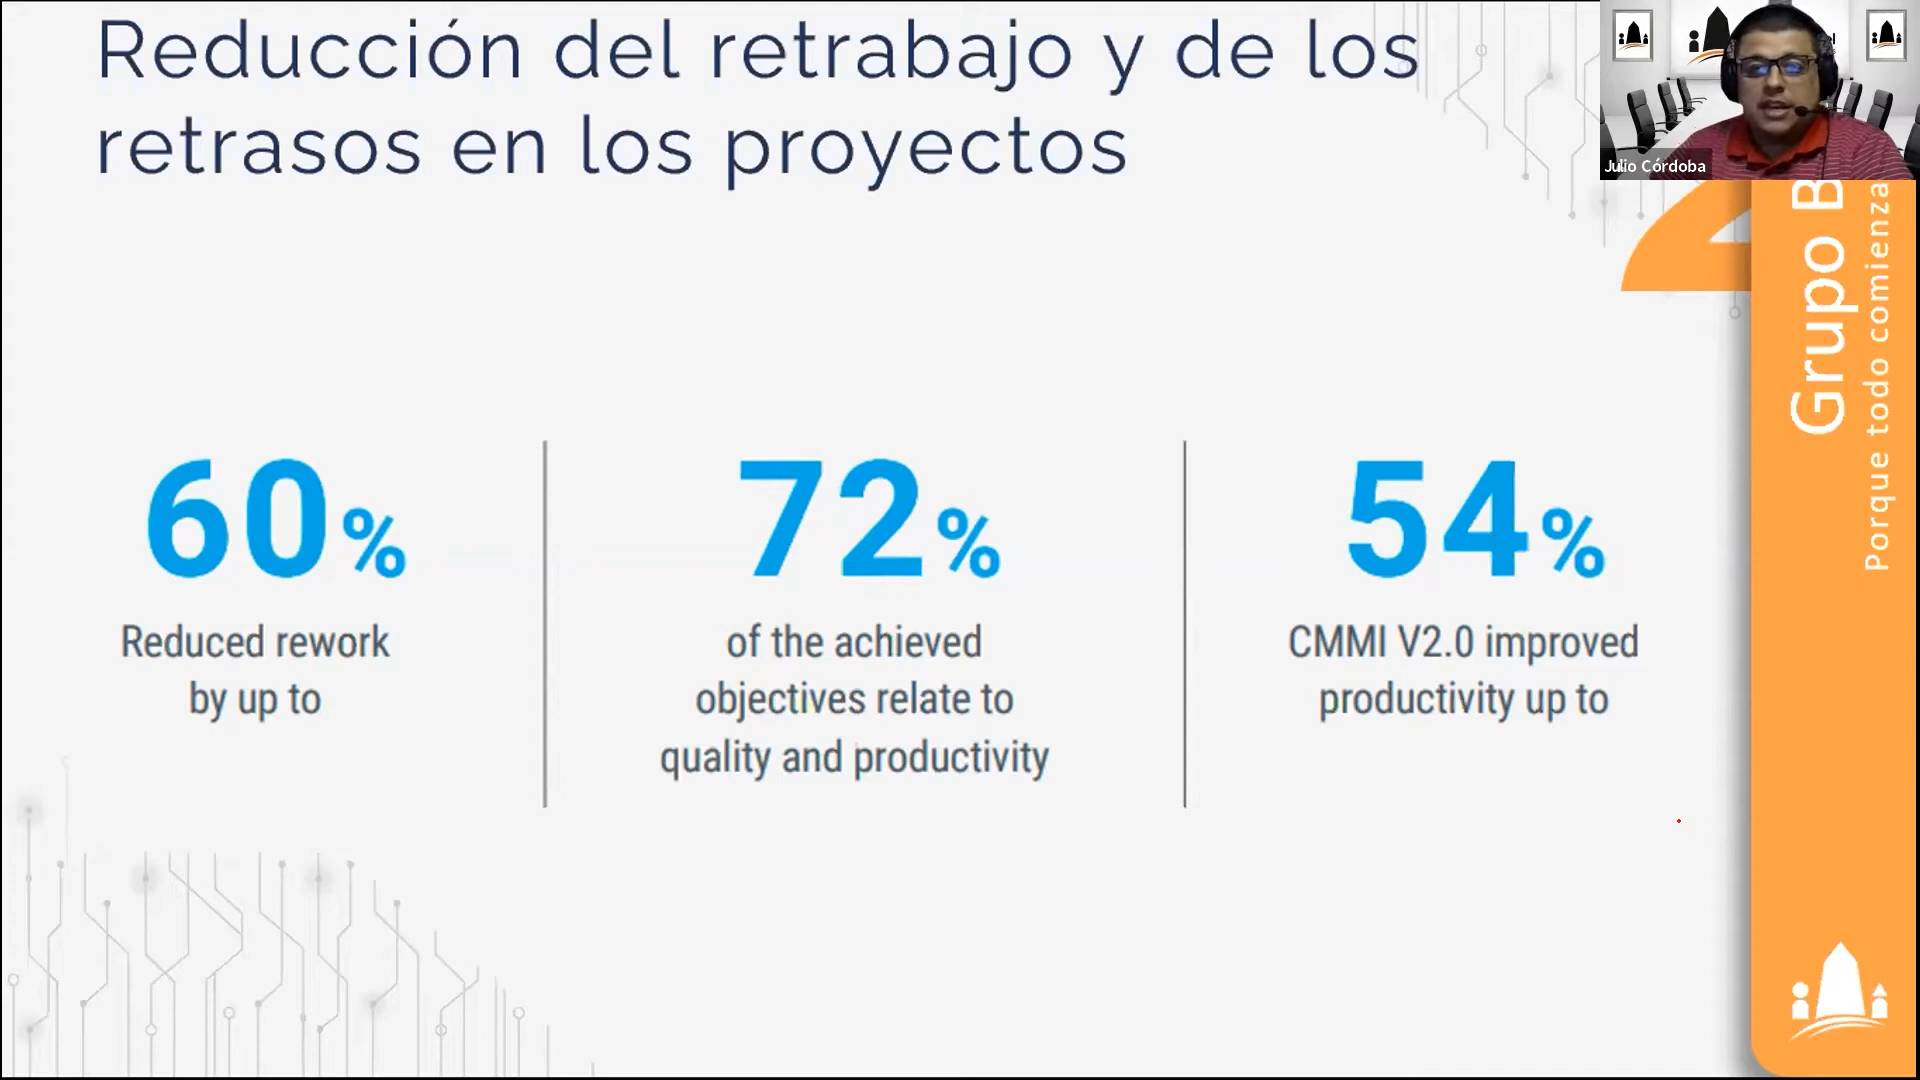 Reducción del retrabajo y de los
retrasos en los proyectos
Julio Córdoba
60%
Reduced rework
by up to
72%
of the achieved
objectives relate to
quality and productivity
54%
CMMI V2.0 improved
productivity up to
Grupo B
Porque todo comienza